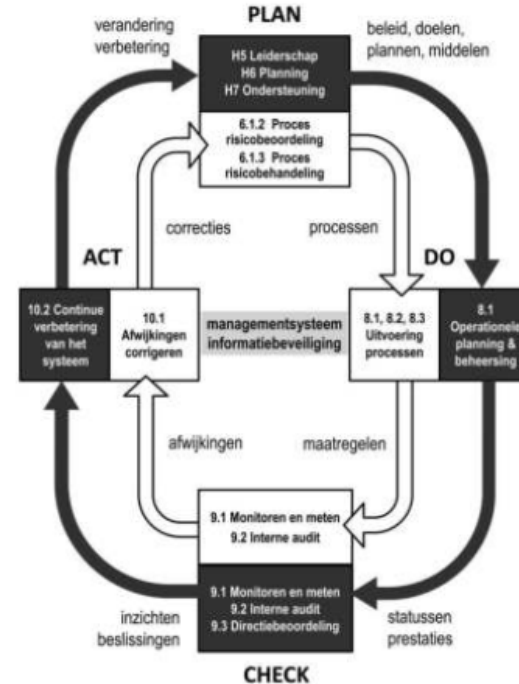 PLAN
verandering
verbetering
beleid, doelen,
plannen, middelen
H5 Leiderschap
H6 Planning
H7 Ondersteuning
6.1.2 Proces
risicobeoordeling
6.1.3 Proces
risicobehandeling
correcties
processen
ACT
DO
10.2 Continue
verbetering
van het
systeem
10.1
Afwijkingen
corrigeren
managementsysteem
informatiebeveiliging
8.1, 8.2, 8.3
Uitvoering
processen
8.1
Operationele
planning &
beheersing
afwijkingen
maatregelen
9.1 Monitoren en meten
9.2 Interne audit
9.1 Monitoren en meten
9.2 Interne audit
9.3 Directiebeoordeling
inzichten
beslissingen
statussen
prestaties
CHECK